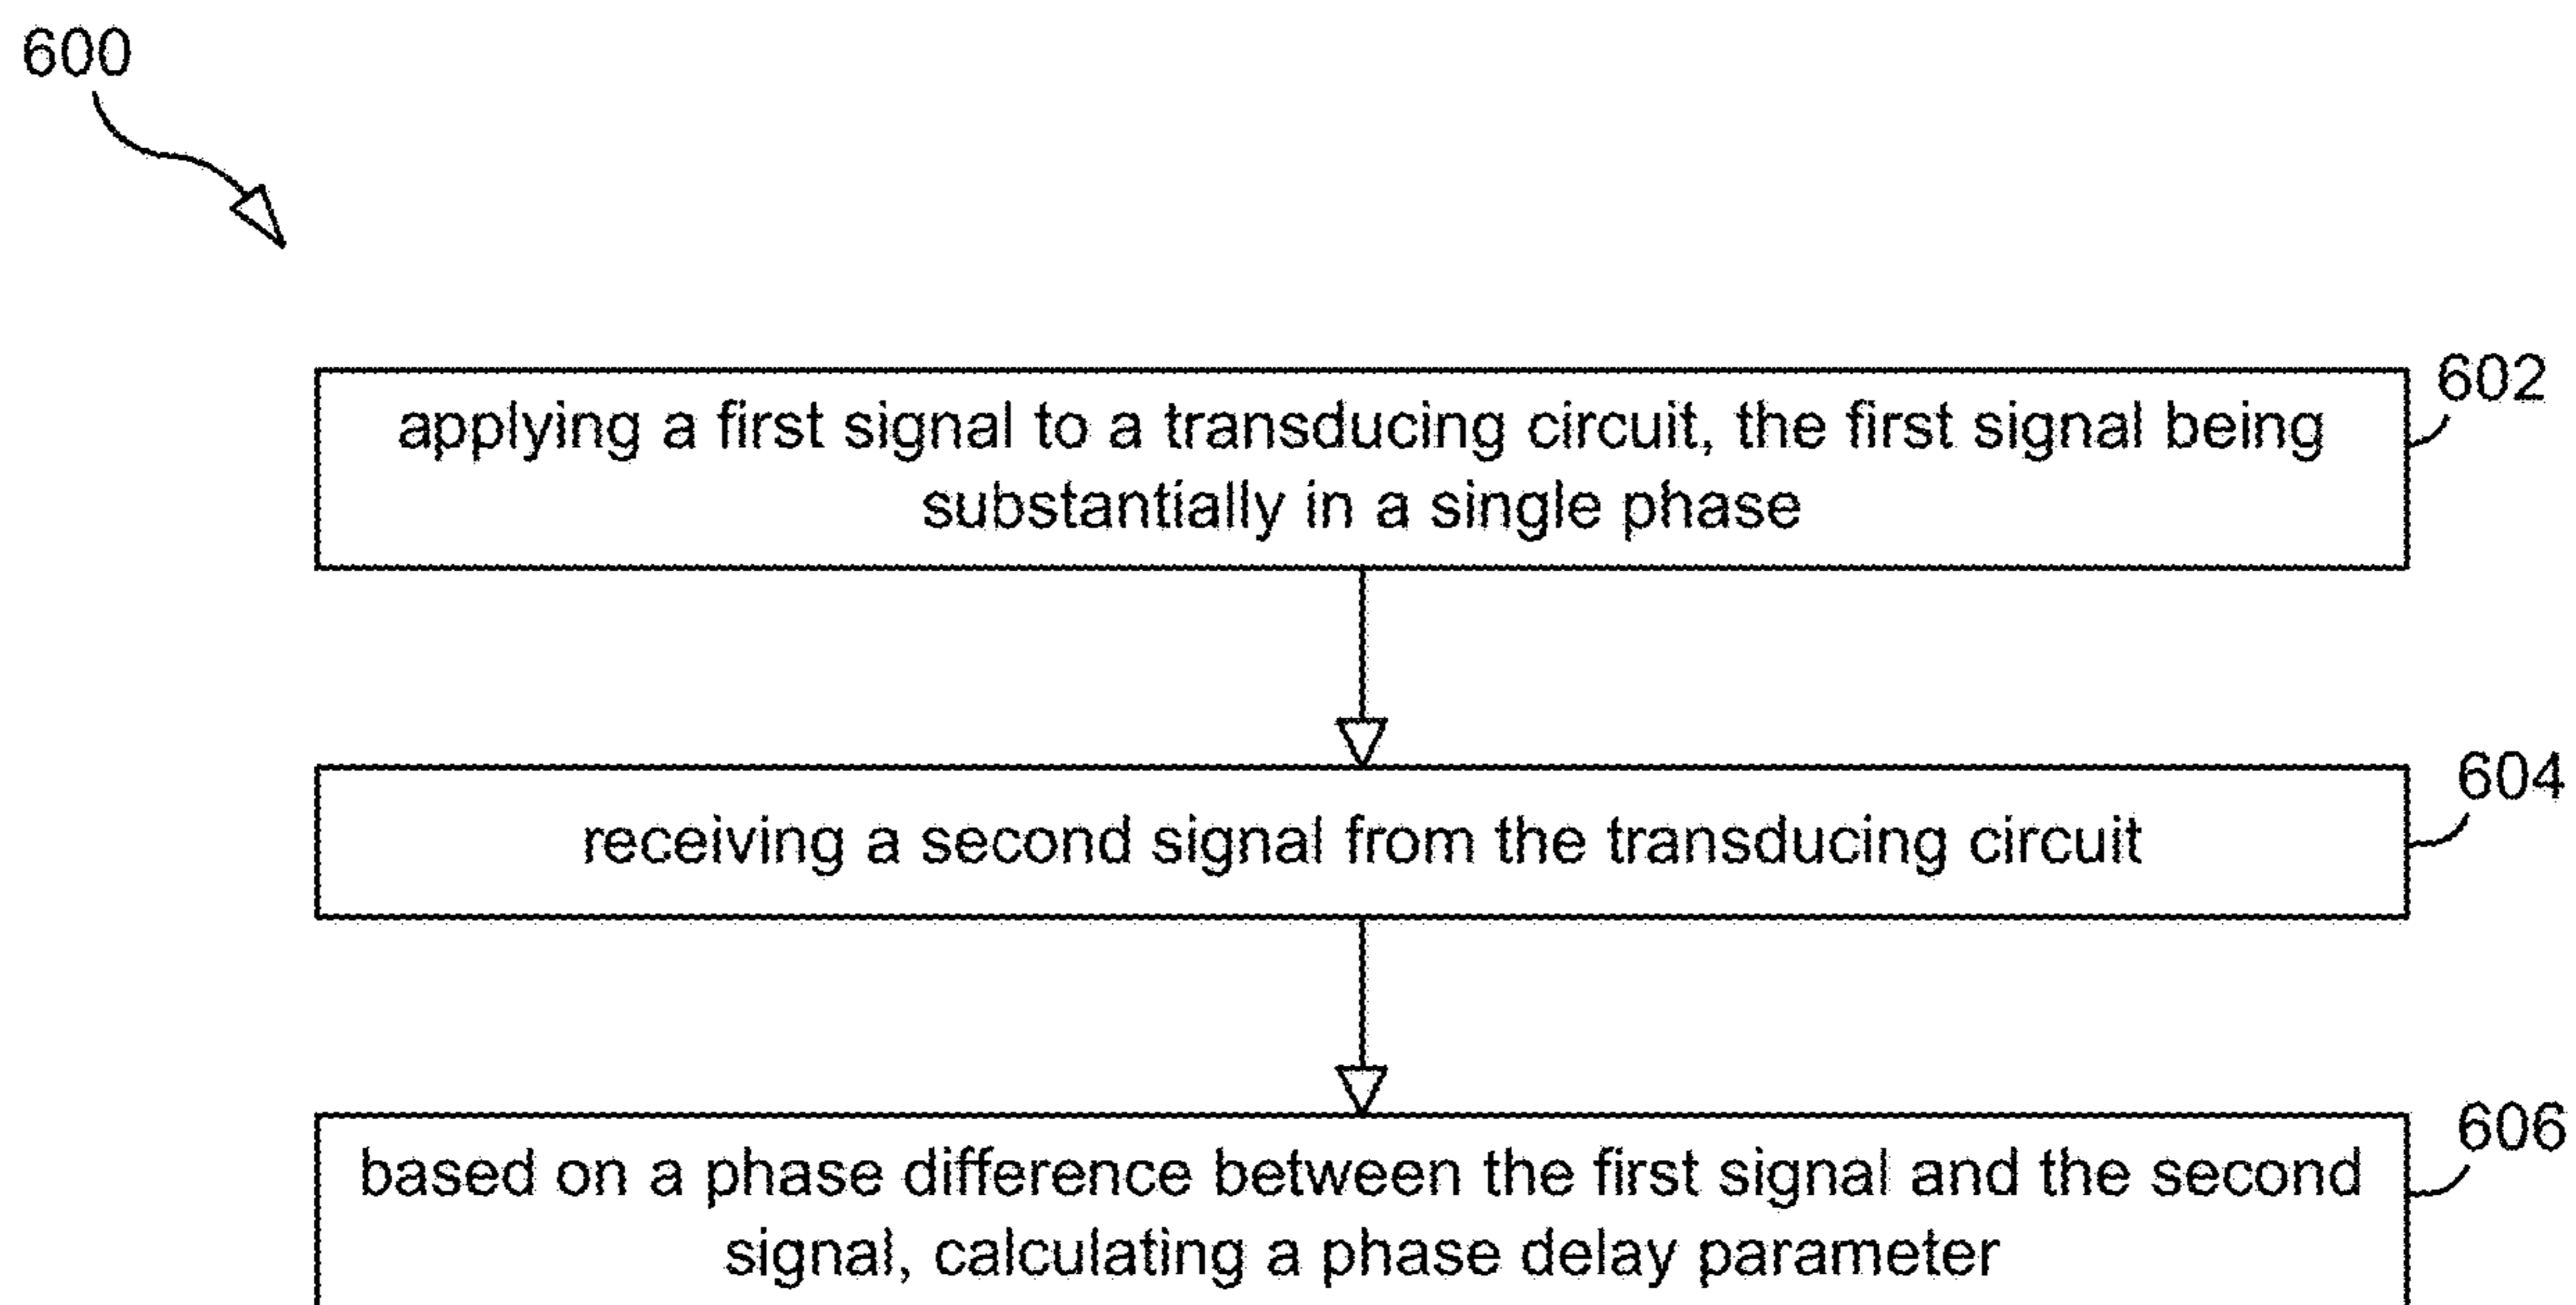 600
602
applying a first signal to a transducing circuit, the first signal being
substantially in a single phase
604
receiving a second signal from the transducing circuit
606
based on a phase difference between the first signal and the second
signal, calculating a phase delay parameter